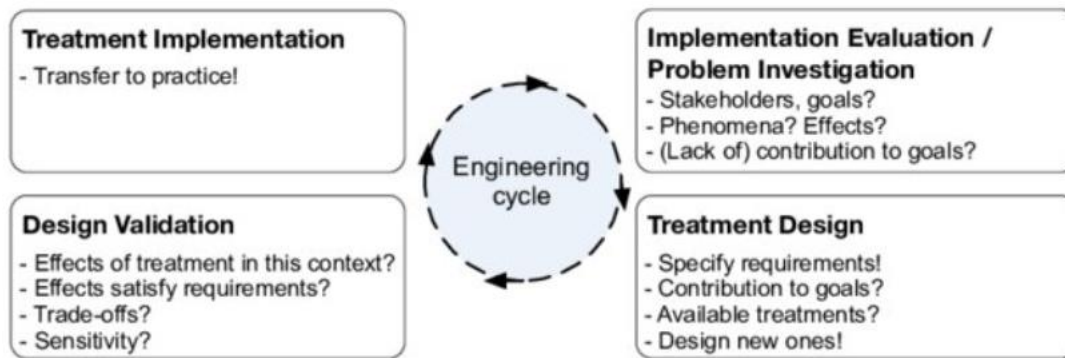 Treatment Implementation
- Transfer to practice!
Implementation Evaluation /
Problem Investigation
- Stakeholders, goals?
- Phenomena? Effects?
- (Lack of) contribution to goals?
Engineering
cycle
Design Validation
- Effects of treatment in this context?
- Effects satisfy requirements?
- Trade-offs?
- Sensitivity?
Treatment Design
- Specify requirements!
- Contribution to goals?
- Available treatments?
- Design new ones!